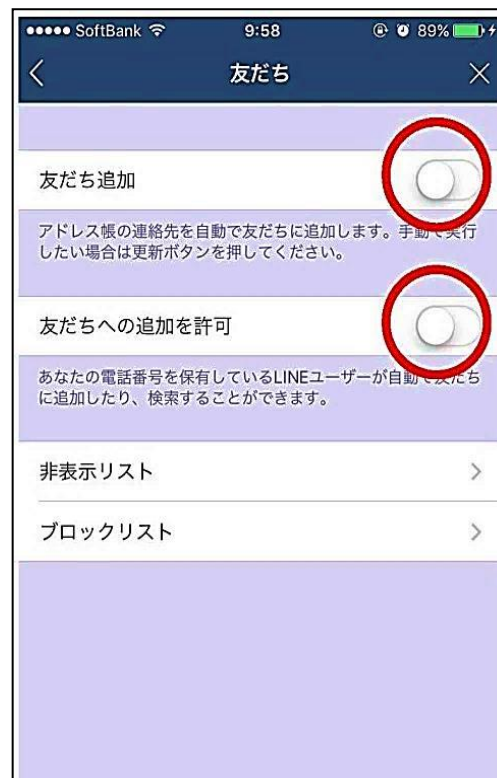 SoftBank 9:58 89%
友だち
友だち追加
アドレス帳の連絡先を自動で友だちに追加します。手動で実行
したい場合は更新ボタンを押してください。
友だちへの追加を許可
あなたの電話番号を保有しているLINEユーザーが自動で友だち
に追加したり、検索することができます。
非表示リスト
ブロックリスト